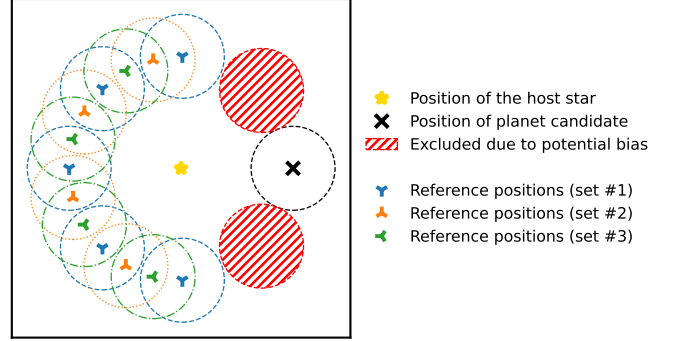 Position of the host star
Position of planet candidate
Excluded due to potential bias
Reference positions (set #1)
Reference positions (set #2)
Reference positions (set #3)